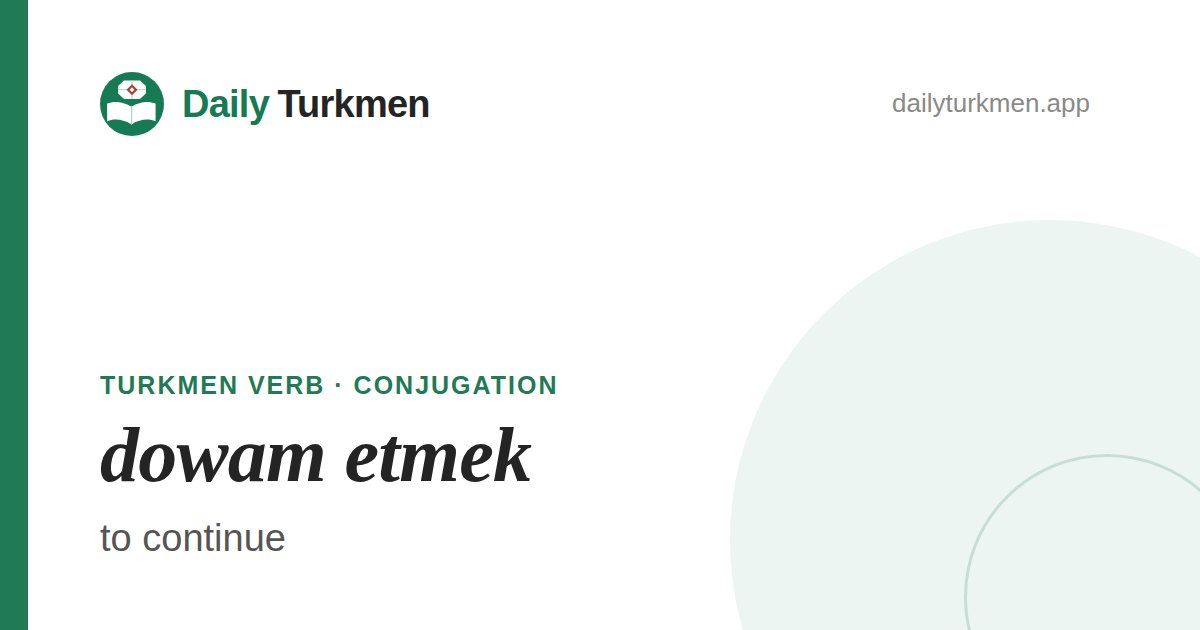 Daily Turkmen
dailyturkmen.app
TURKMEN VERB · CONJUGATION
dowam etmek
to continue